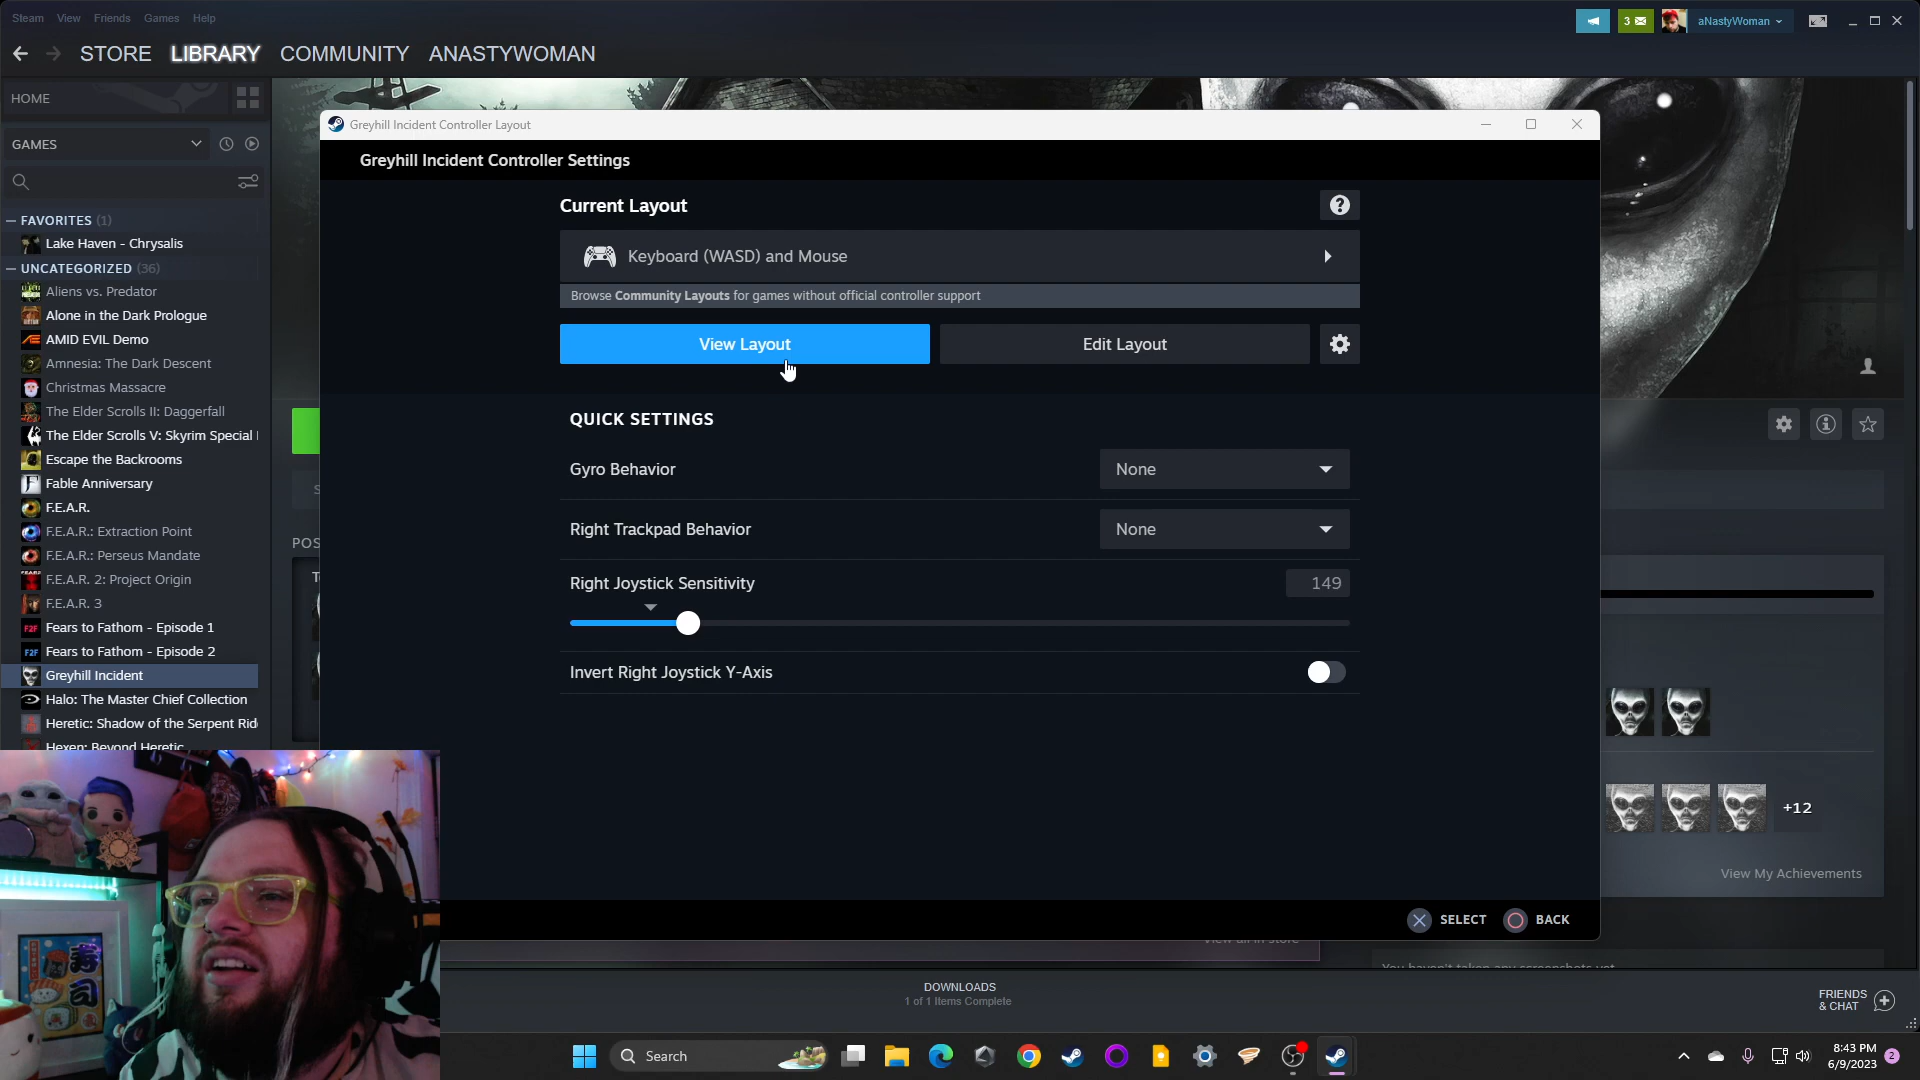 Steam View Friends Games Help
3
aNastyWoman
STORE LIBRARY COMMUNITY ANASTYWOMAN
HOME
GAMES
FAVORITES (1)
Lake Haven - Chrysalis
UNCATEGORIZED (36)
Aliens vs. Predator
Alone in the Dark Prologue
AMID EVIL Demo
Amnesia: The Dark Descent
Christmas Massacre
The Elder Scrolls II: Daggerfall
The Elder Scrolls V: Skyrim Special
Escape the Backrooms
Fable Anniversary
F.E.A.R.
F.E.A.R.: Extraction Point
F.E.A.R.: Perseus Mandate
F.E.A.R. 2: Project Origin
F.E.A.R. 3
Fears to Fathom - Episode 1
Fears to Fathom - Episode 2
Greyhill Incident
Halo: The Master Chief Collection
Heretic: Shadow of the Serpent Rid
Hexen: Beyond Heretic
POS
Greyhill Incident Controller Layout
Greyhill Incident Controller Settings
Current Layout
?
Keyboard (WASD) and Mouse
Browse Community Layouts for games without official controller support
View Layout
Edit Layout
QUICK SETTINGS
Gyro Behavior
None
Right Trackpad Behavior
None
Right Joystick Sensitivity
149
Invert Right Joystick Y-Axis
SELECT
BACK
+12
View My Achievements
View all in store
You haven't taken any screenshots yet
寿司
DOWNLOADS
1 of 1 Items Complete
FRIENDS
& CHAT
Search
8:43 PM
6/9/2023
2